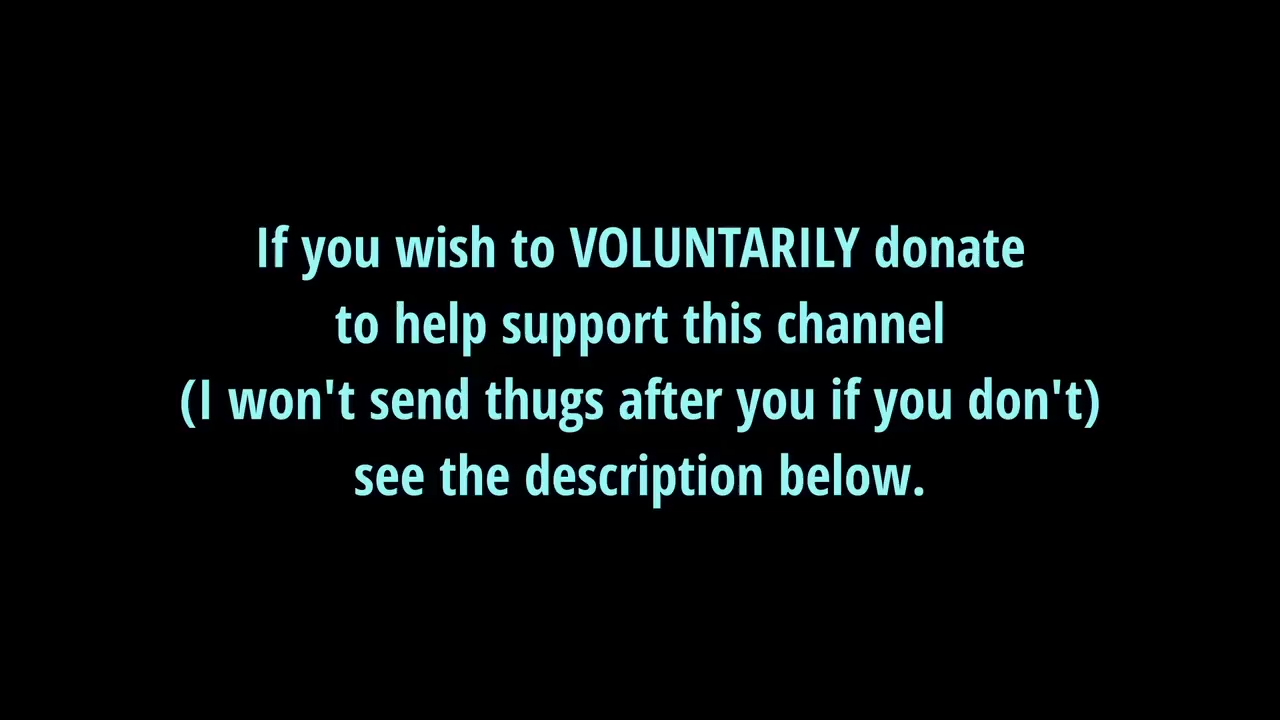 If you wish to VOLUNTARILY donate
to help support this channel
(I won't send thugs after you if you don't)
see the description below.